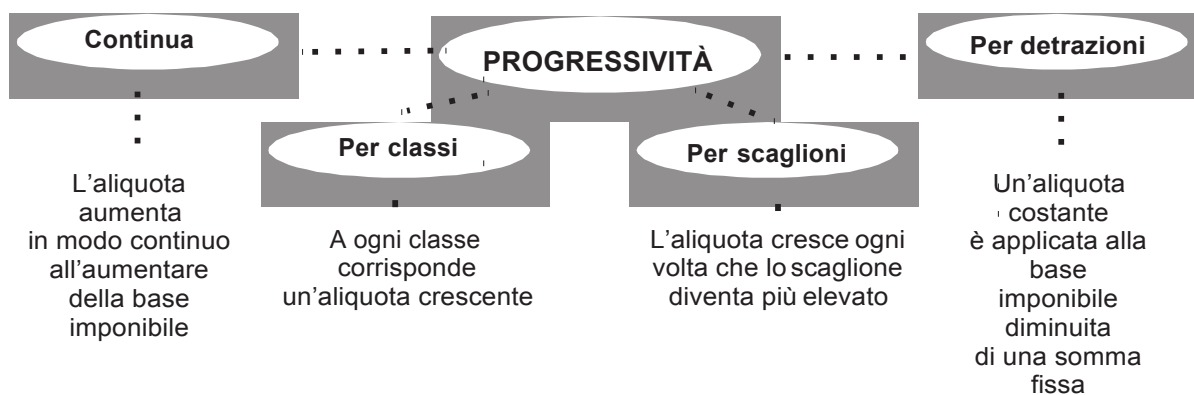 Continua
PROGRESSIVITÀ
Per detrazioni
Per classi
Per scaglioni
L'aliquota
aumenta
in modo continuo
all'aumentare
della base
imponibile
A ogni classe
corrisponde
un'aliquota crescente
L'aliquota cresce ogni
volta che lo scaglione
diventa più elevato
Un'aliquota
costante
è applicata alla
base
imponibile
diminuita
di una somma
fissa